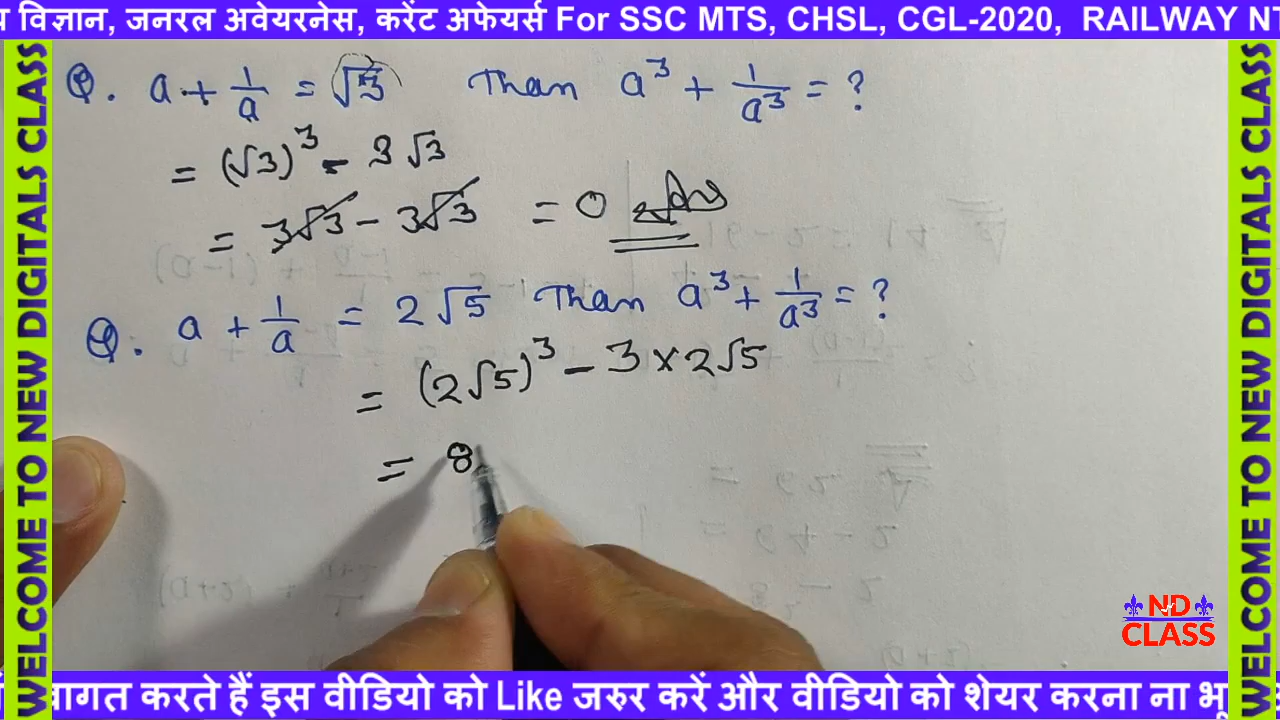 विज्ञान, जनरल अवेयरनेस, करेंट अफेयर्स For SSC MTS, CHSL, CGL-2020, RAILWAY NT
WELCOME TO NEW DIGITALS CLASS
Q. a + 1/a = √3 Than a³ + 1/a³ = ?
= (√3)³ - 3√3
= 3√3 - 3√3 = 0 Ans
Q. a + 1/a = 2√5 Than a³ + 1/a³ = ?
= (2√5)³ - 3×2√5
= 8
ND
CLASS
WELCOME TO NEW DIGITALS CLASS
वागत करते हैं इस वीडियो को Like जरुर करें और वीडियो को शेयर करना ना भू